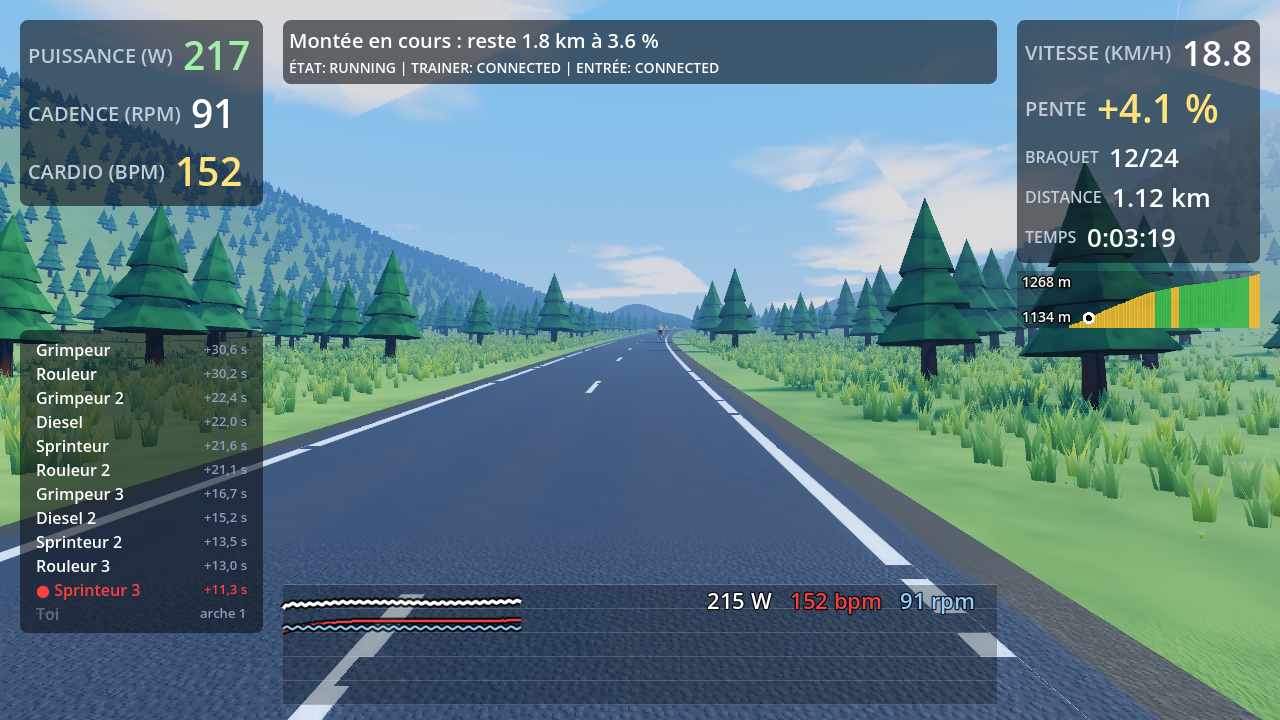 PUISSANCE (W) 217
CADENCE (RPM) 91
CARDIO (BPM) 152
Montée en cours : reste 1.8 km à 3.6 %
ÉTAT: RUNNING | TRAINER: CONNECTED | ENTRÉE: CONNECTED
VITESSE (KM/H) 18.8
PENTE +4.1 %
BRAQUET 12/24
DISTANCE 1.12 km
TEMPS 0:03:19
1268 m
1134 m
Grimpeur +30,6 s
Rouleur +30,2 s
Grimpeur 2 +22,4 s
Diesel +22,0 s
Sprinteur +21,6 s
Rouleur 2 +21,1 s
Grimpeur 3 +16,7 s
Diesel 2 +15,2 s
Sprinteur 2 +13,5 s
Rouleur 3 +13,0 s
Sprinteur 3 +11,3 s
Toi arche 1
215 W 152 bpm 91 rpm